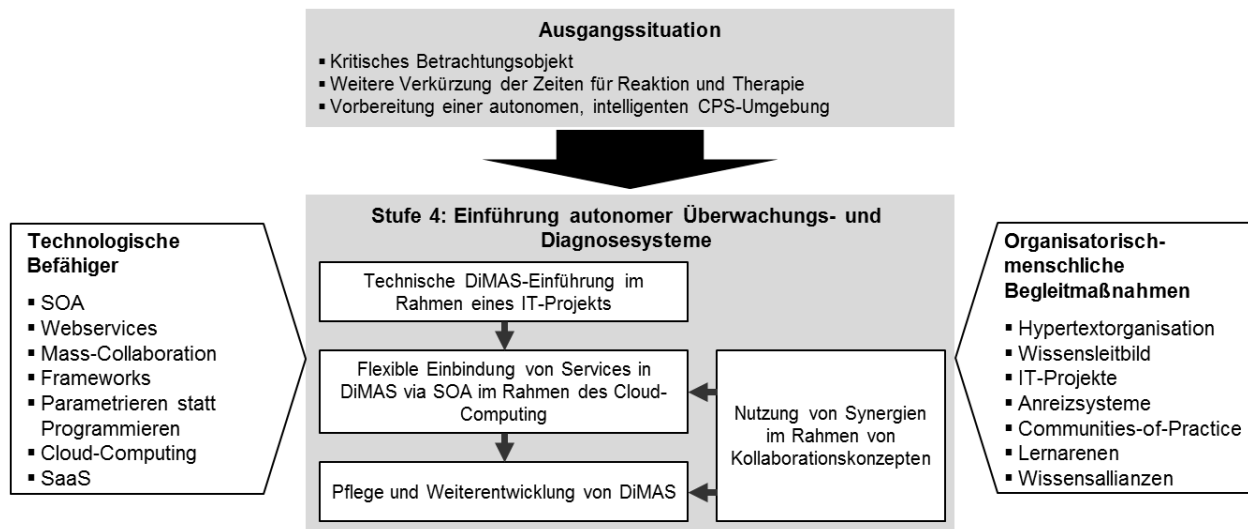 Ausgangssituation
▪ Kritisches Betrachtungsobjekt
▪ Weitere Verkürzung der Zeiten für Reaktion und Therapie
▪ Vorbereitung einer autonomen, intelligenten CPS-Umgebung
Stufe 4: Einführung autonomer Überwachungs- und
Diagnosesysteme
Technologische
Befähiger
▪ SOA
▪ Webservices
▪ Mass-Collaboration
▪ Frameworks
▪ Parametrieren statt
Programmieren
▪ Cloud-Computing
▪ SaaS
Technische DiMAS-Einführung im
Rahmen eines IT-Projekts
Flexible Einbindung von Services in
DiMAS via SOA im Rahmen des Cloud-
Computing
Pflege und Weiterentwicklung von DiMAS
Nutzung von Synergien
im Rahmen von
Kollaborationskonzepten
Organisatorisch-
menschliche
Begleitmaßnahmen
▪ Hypertextorganisation
▪ Wissensleitbild
▪ IT-Projekte
▪ Anreizsysteme
▪ Communities-of-Practice
▪ Lernarenen
▪ Wissensallianzen